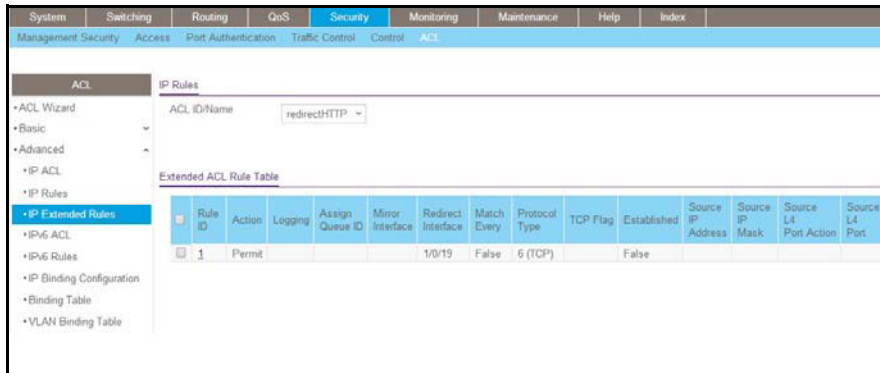 System Switching Routing QoS Security Monitoring Maintenance Help Index
Management Security Access Port Authentication Traffic Control Control ACL
ACL
•ACL Wizard
•Basic
•Advanced
•IP ACL
•IP Rules
•IP Extended Rules
•IPv6 ACL
•IPv6 Rules
•IP Binding Configuration
•Binding Table
•VLAN Binding Table
IP Rules
ACL ID/Name redirectHTTP
Extended ACL Rule Table
Rule ID Action Logging Assign Queue ID Mirror Interface Redirect Interface Match Every Protocol Type TCP Flag Established Source IP Address Source IP Mask Source L4 Port Action Source L4 Port
1 Permit 1/0/19 False 6 (TCP) False